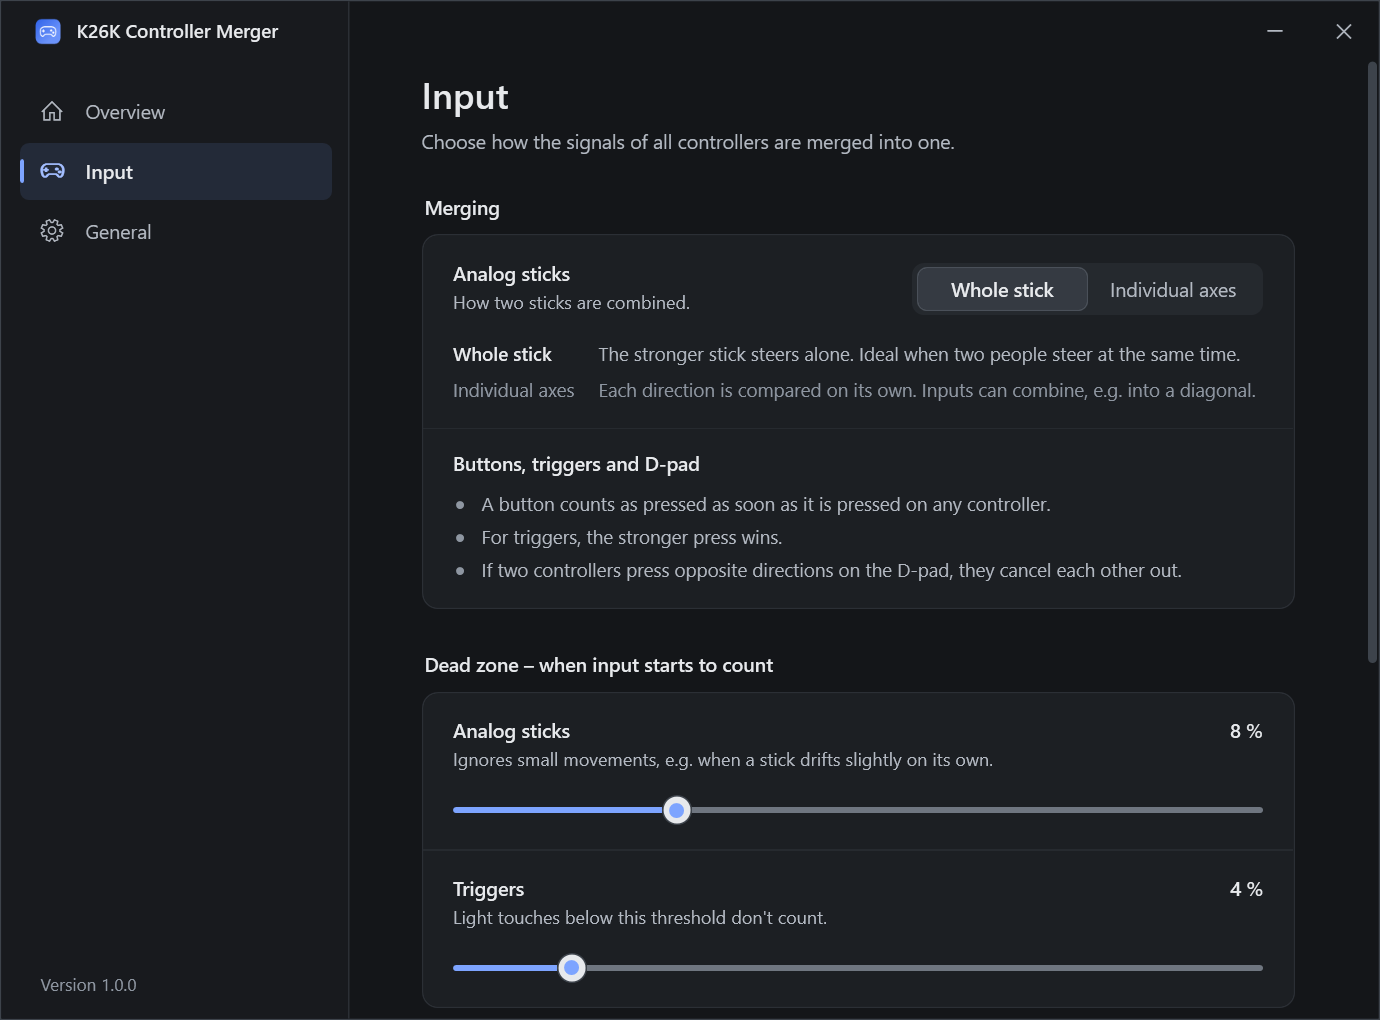 K26K Controller Merger
Overview
Input
General
Version 1.0.0
Input
Choose how the signals of all controllers are merged into one.
Merging
Analog sticks
How two sticks are combined.
Whole stick
Individual axes
Whole stick The stronger stick steers alone. Ideal when two people steer at the same time.
Individual axes Each direction is compared on its own. Inputs can combine, e.g. into a diagonal.
Buttons, triggers and D-pad
• A button counts as pressed as soon as it is pressed on any controller.
• For triggers, the stronger press wins.
• If two controllers press opposite directions on the D-pad, they cancel each other out.
Dead zone – when input starts to count
Analog sticks 8 %
Ignores small movements, e.g. when a stick drifts slightly on its own.
Triggers 4 %
Light touches below this threshold don't count.